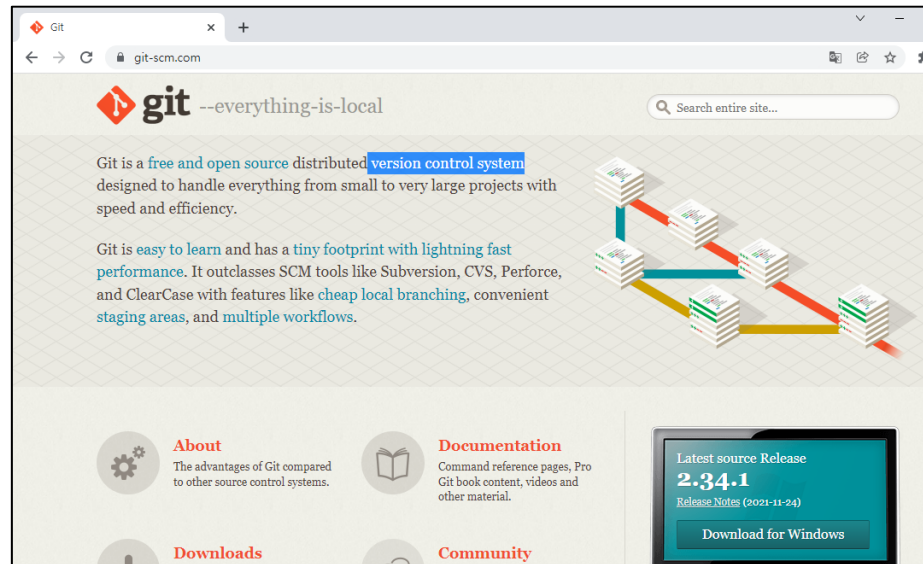 Git
git-scm.com
git --everything-is-local
Search entire site...
Git is a free and open source distributed version control system
designed to handle everything from small to very large projects with
speed and efficiency.
Git is easy to learn and has a tiny footprint with lightning fast
performance. It outclasses SCM tools like Subversion, CVS, Perforce,
and ClearCase with features like cheap local branching, convenient
staging areas, and multiple workflows.
About
The advantages of Git compared
to other source control systems.
Documentation
Command reference pages, Pro
Git book content, videos and
other material.
Downloads
Community
Latest source Release
2.34.1
Release Notes (2021-11-24)
Download for Windows